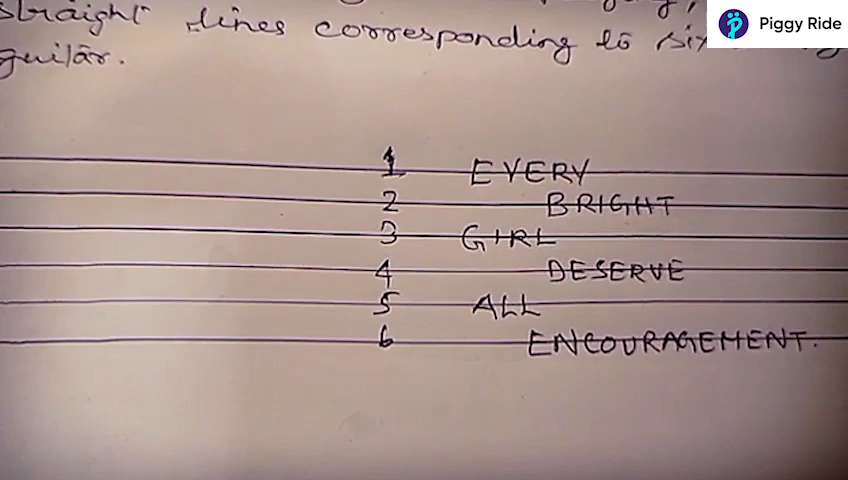 Piggy Ride
straight lines corresponding to six
guitar.
1 EVERY
2 BRIGHT
3 GIRL
4 DESERVE
5 ALL
6 ENCOURAGEMENT.